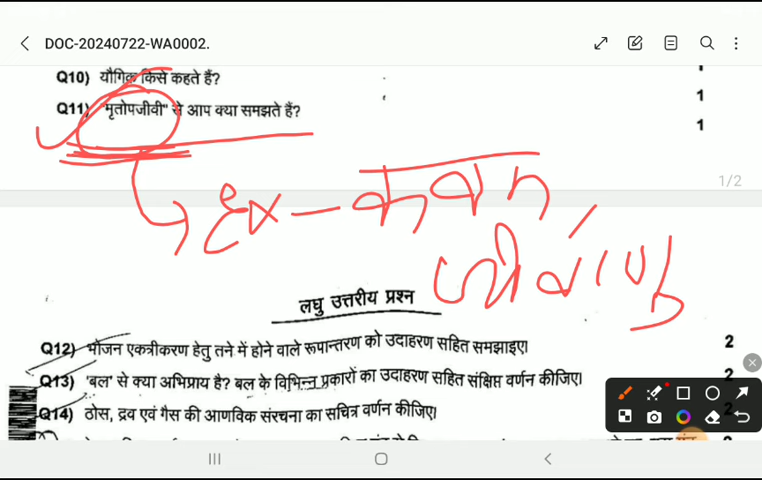 DOC-20240722-WA0002.
Q10) यौगिक किसे कहते हैं?
1
Q11) "मृतोपजीवी" से आप क्या समझते हैं?
1
1
1/2
Ex - कवक,
जीवाणु
लघु उत्तरीय प्रश्न
Q12) भोजन एकत्रीकरण हेतु तने में होने वाले रूपान्तरण को उदाहरण सहित समझाइए। 2
Q13) 'बल' से क्या अभिप्राय है? बल के विभिन्न प्रकारों का उदाहरण सहित संक्षिप्त वर्णन कीजिए। 2
Q14) ठोस, द्रव एवं गैस की आणविक संरचना का सचित्र वर्णन कीजिए।